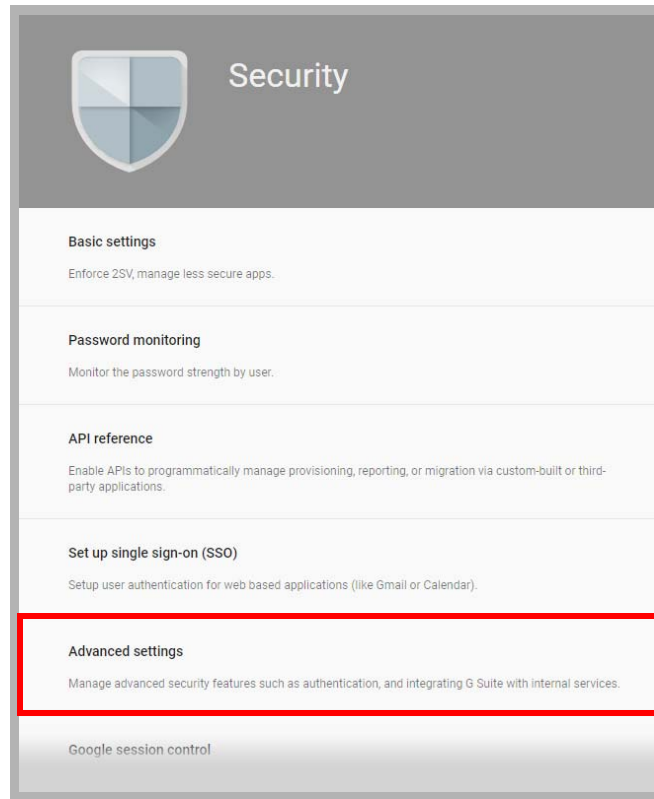 Security
Basic settings
Enforce 2SV, manage less secure apps.
Password monitoring
Monitor the password strength by user.
API reference
Enable APIs to programmatically manage provisioning, reporting, or migration via custom-built or third-
party applications.
Set up single sign-on (SSO)
Setup user authentication for web based applications (like Gmail or Calendar).
Advanced settings
Manage advanced security features such as authentication, and integrating G Suite with internal services.
Google session control